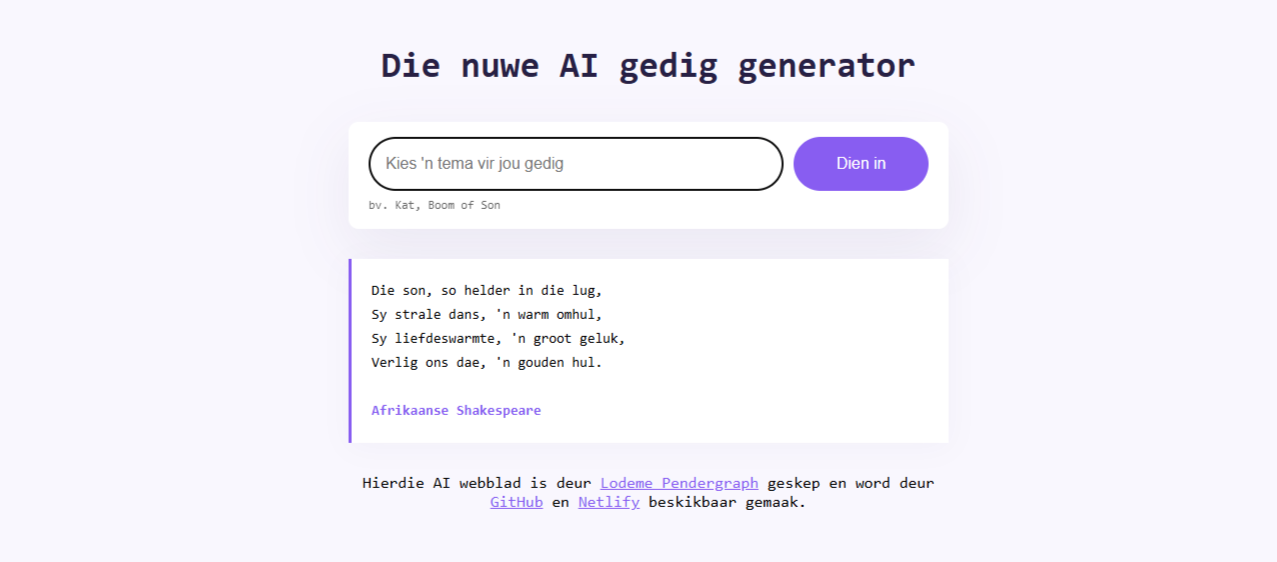 Die nuwe AI gedig generator
Kies 'n tema vir jou gedig
Dien in
bv. Kat, Boom of Son
Die son, so helder in die lug,
Sy strale dans, 'n warm omhul,
Sy liefdeswarmte, 'n groot geluk,
Verlig ons dae, 'n gouden hul.
Afrikaanse Shakespeare
Hierdie AI webblad is deur Lodeme Pendergraph geskep en word deur
GitHub en Netlify beskikbaar gemaak.